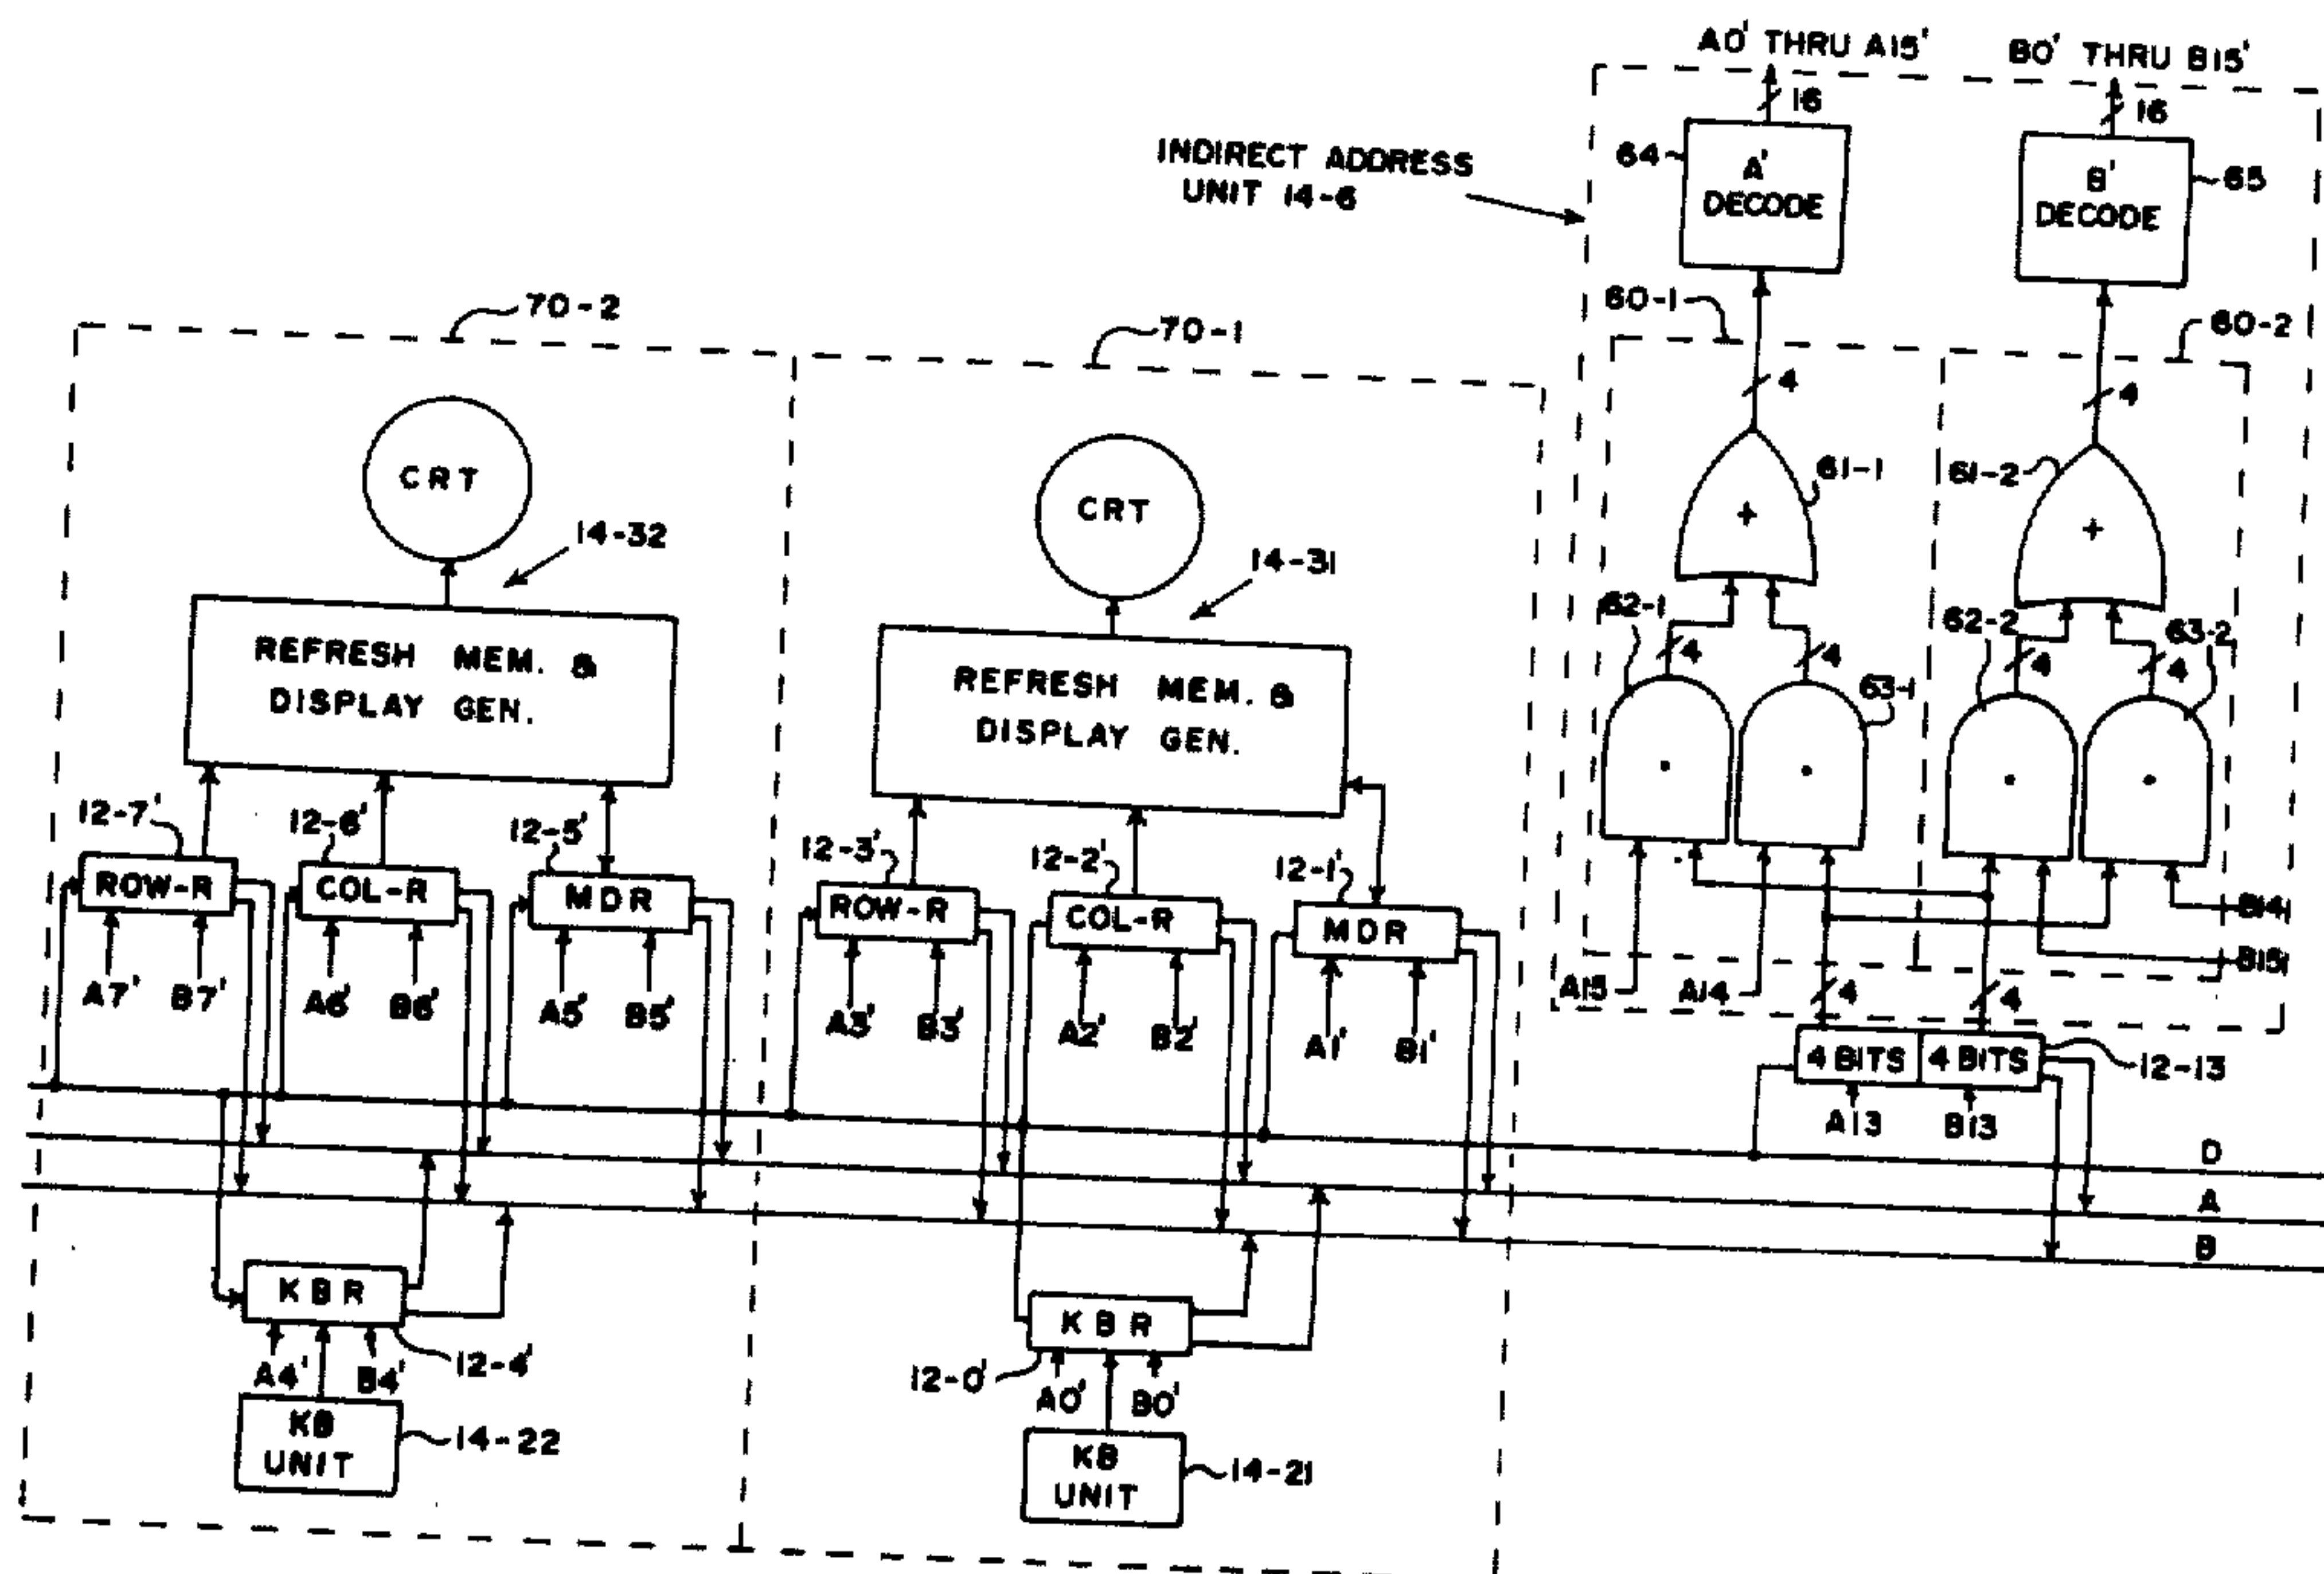 A0' THRU A15'
B0' THRU B15'
16
16
INDIRECT ADDRESS
UNIT 14-6
64
A'
DECODE
B'
DECODE
65
60-1
60-2
70-2
70-1
4
4
CRT
CRT
61-1
61-2
+
+
14-32
14-31
62-1
62-2
63-2
4
4
4
4
63-1
REFRESH MEM. &
DISPLAY GEN.
REFRESH MEM. &
DISPLAY GEN.
12-7'
12-6'
12-5'
12-3'
12-2'
12-1'
ROW-R
COL-R
MDR
ROW-R
COL-R
MDR
B14
B15
A15
A14
4
4
A7'
B7'
A6'
B6'
A5'
B5'
A3'
B3'
A2'
B2'
A1'
B1'
4 BITS
4 BITS
12-13
A13
B13
D
A
B
KBR
KBR
A4'
B4'
12-4'
12-0'
A0'
B0'
KB
UNIT
14-22
KB
UNIT
14-21